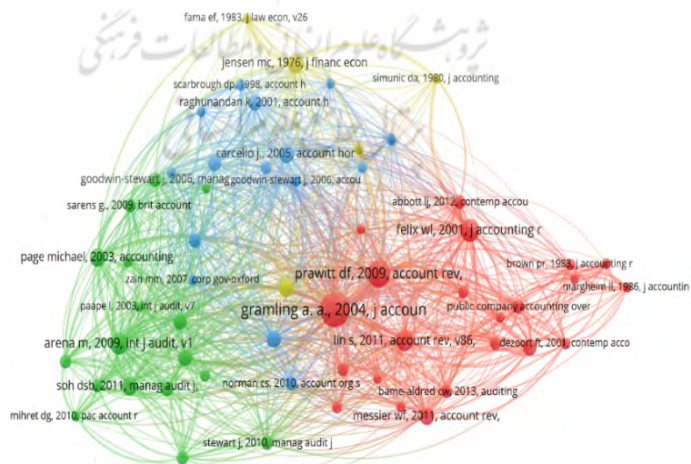 fama ef, 1983, j law econ, v26
پژوهشگاه علوم انسانی و مطالعات فرهنگی
jensen mc, 1976, j financ econ
simunic da, 1980, j accounting
scarbrough dp, 1998, account h
raghunandan k, 2001, account h
carcello j., 2005, account hor
goodwin-stewart j, 2006, manag
goodwin-stewart j, 2006, accou
sarens g., 2009, brit account
abbott lj, 2012, contemp accou
felix wl, 2001, j accounting r
page michael, 2003, accounting
brown pr, 1983, j accounting r
prawitt df, 2009, account rev,
zain mm, 2007, corp gov-oxford
margheim ll, 1986, j accountin
paape l, 2003, int j audit, v7
gramling a. a., 2004, j accoun
public company accounting over
arena m, 2009, int j audit, v1
lin s, 2011, account rev, v86,
dezoort ft, 2001, contemp acco
soh dsb, 2011, manag audit j,
norman cs, 2010, account org s
bame-aldred cw, 2013, auditing
mihret dg, 2010, pac account r
messier wf, 2011, account rev,
stewart j, 2010, manag audit j